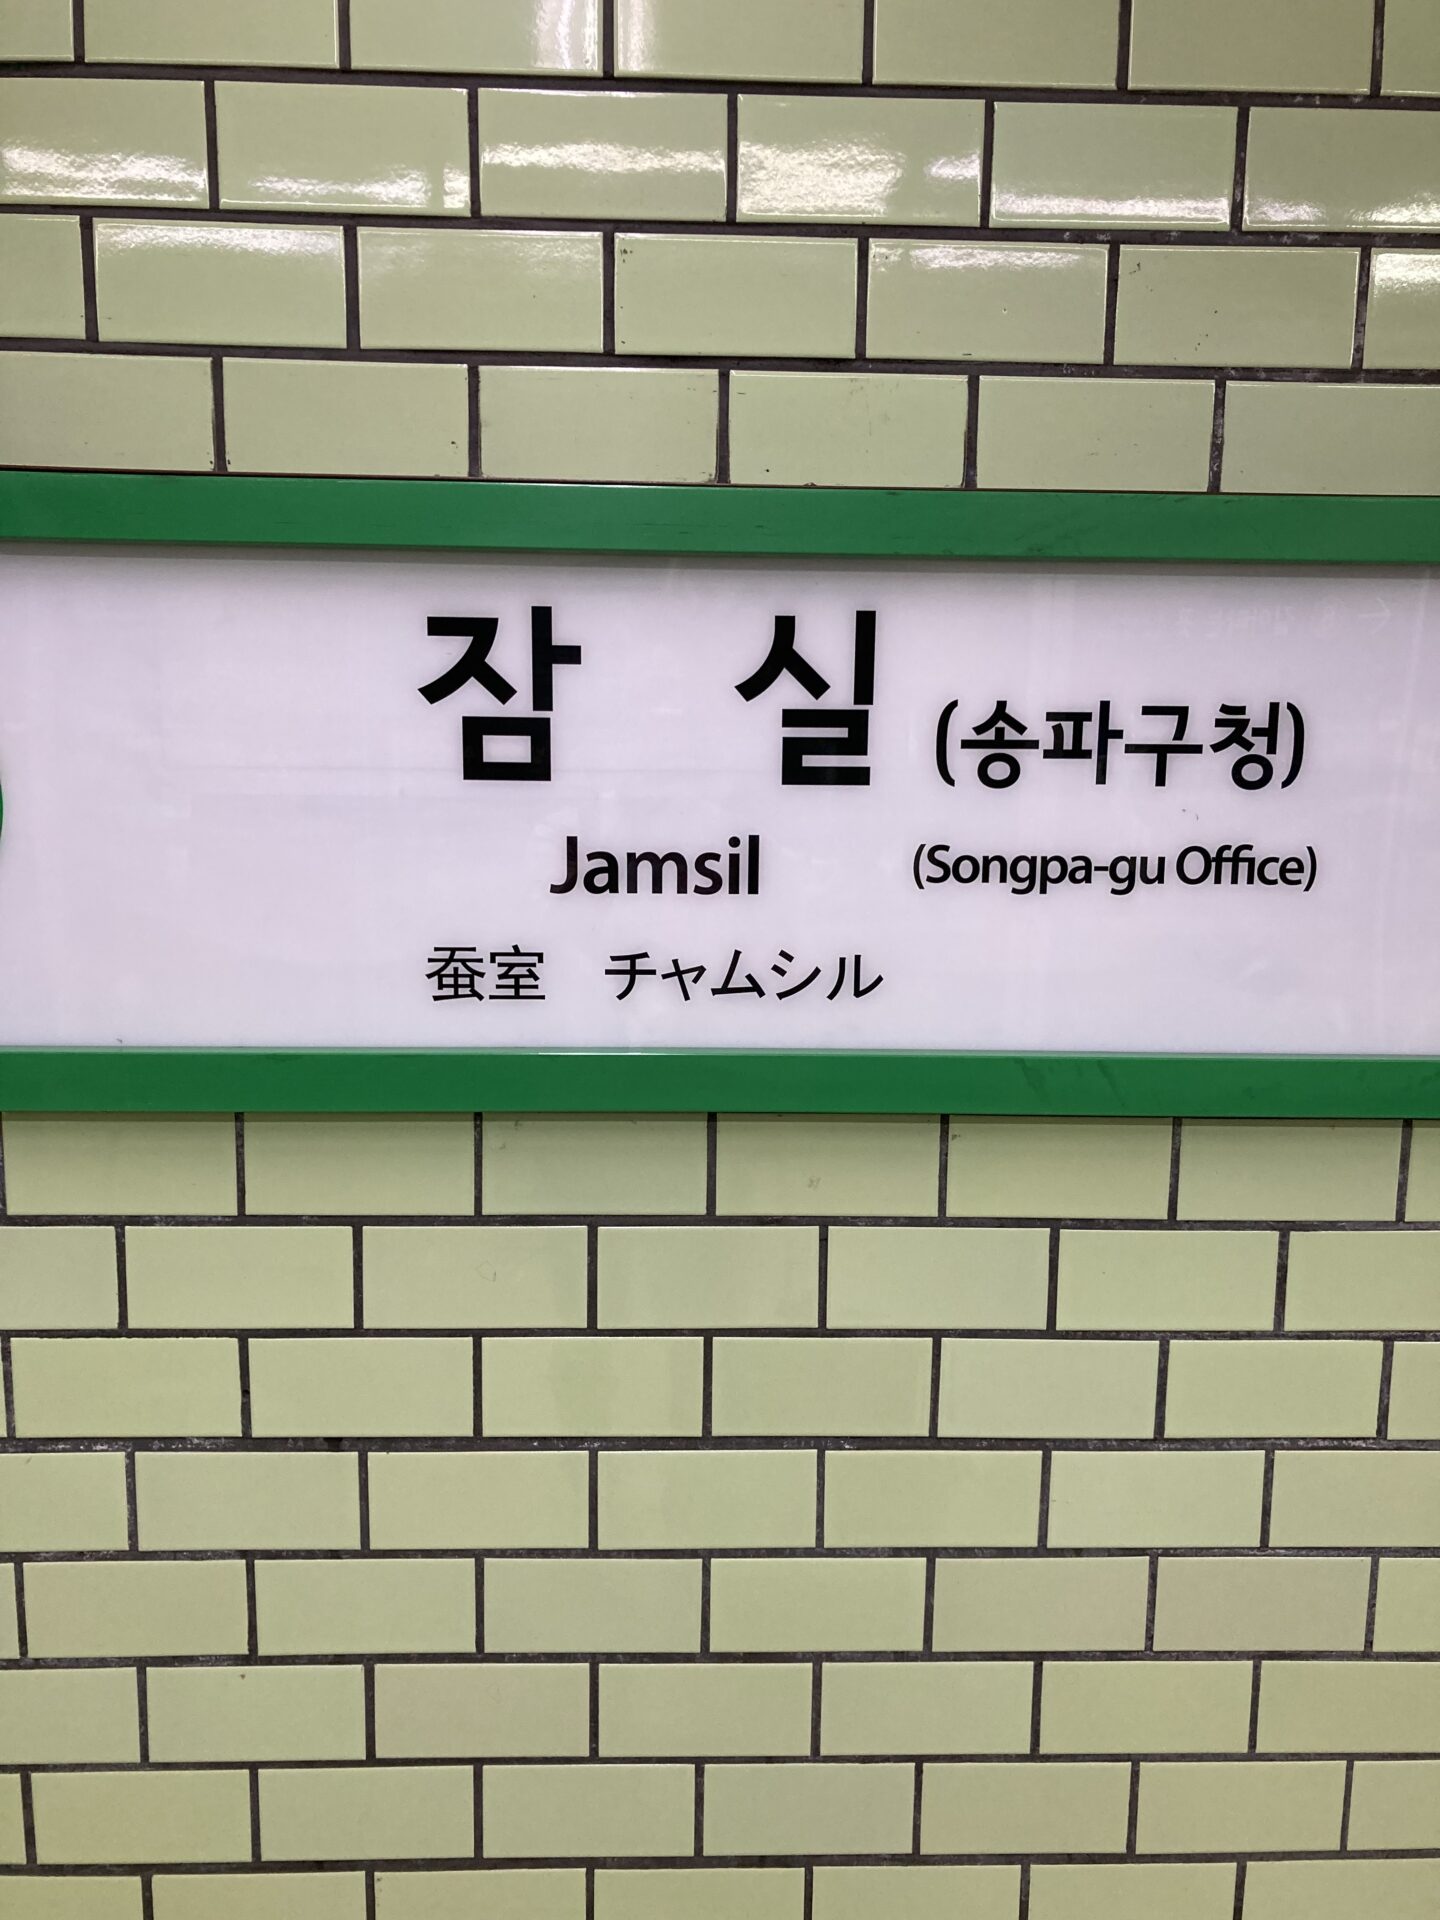 잠 실 (송파구청)
Jamsil (Songpa-gu Office)
蚕室 チャムシル